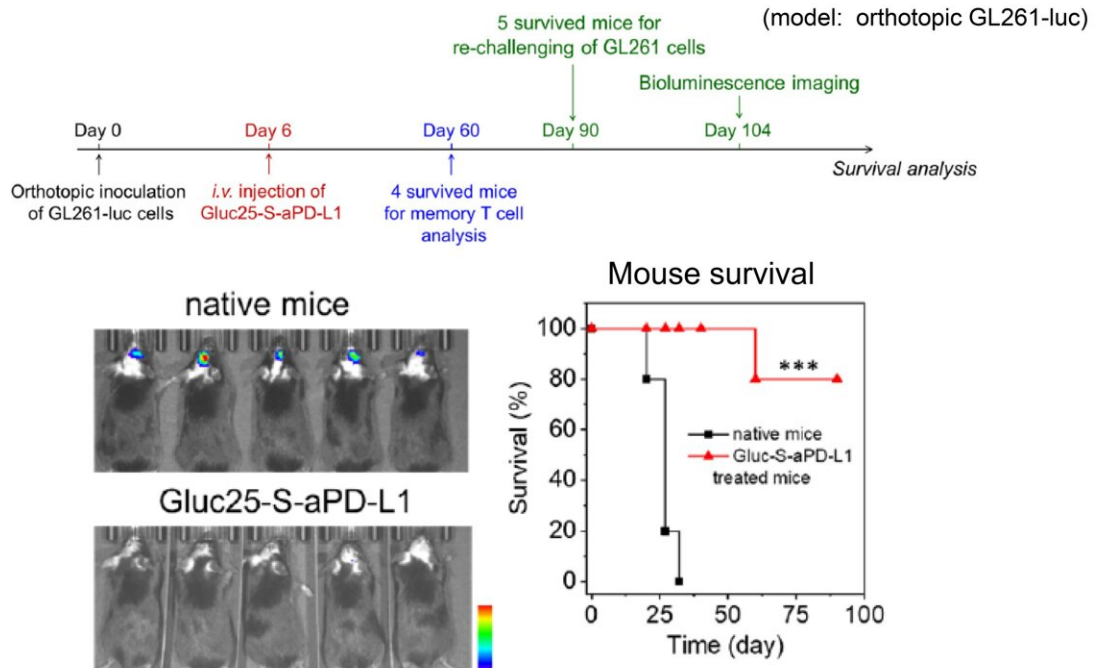 (model: orthotopic GL261-luc)
5 survived mice for
re-challenging of GL261 cells
Bioluminescence imaging
Day 0
Day 6
Day 60
Day 90
Day 104
Survival analysis
Orthotopic inoculation
of GL261-luc cells
i.v. injection of
Gluc25-S-aPD-L1
4 survived mice
for memory T cell
analysis
native mice
Gluc25-S-aPD-L1
Mouse survival
Survival (%)
100
80
60
40
20
0
***
native mice
Gluc-S-aPD-L1
treated mice
0
25
50
75
100
Time (day)